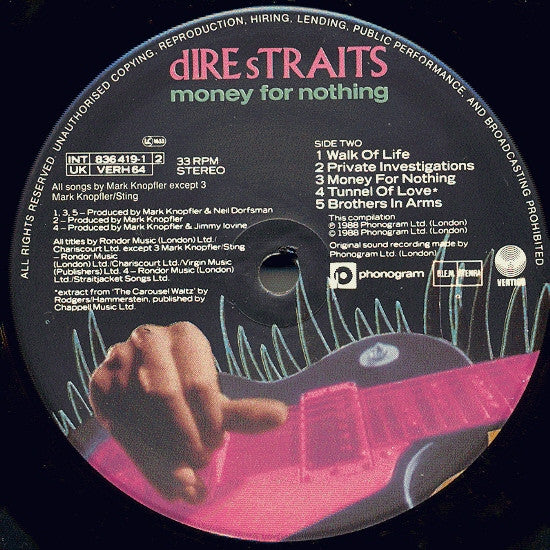 ALL RIGHTS RESERVED. UNAUTHORISED COPYING, REPRODUCTION, HIRING, LENDING, PUBLIC PERFORMANCE AND BROADCASTING PROHIBITED
dIRE sTRAITS
money for nothing
INT 836 419-1 2
UK VERH 64
33 RPM
STEREO
All songs by Mark Knopfler except 3
Mark Knopfler/Sting
1, 3, 5 – Produced by Mark Knopfler & Neil Dorfsman
2 – Produced by Mark Knopfler
4 – Produced by Mark Knopfler & Jimmy Iovine
All titles by Rondor Music (London) Ltd./
Chariscourt Ltd. except 3 Mark Knopfler/Sting
– Rondor Music
(London) Ltd./Chariscourt Ltd./Virgin Music
(Publishers) Ltd. 4 – Rondor Music (London)
Ltd./Straitjacket Songs Ltd.
*extract from 'The Carousel Waltz' by
Rodgers/Hammerstein, published by
Chappell Music Ltd.
SIDE TWO
1 Walk Of Life
2 Private Investigations
3 Money For Nothing
4 Tunnel Of Love*
5 Brothers In Arms
This compilation
℗ 1988 Phonogram Ltd. (London)
© 1988 Phonogram Ltd. (London)
Original sound recording made by
Phonogram Ltd. (London)
phonogram
B.I.E.M. STEMRA
VERTIGO